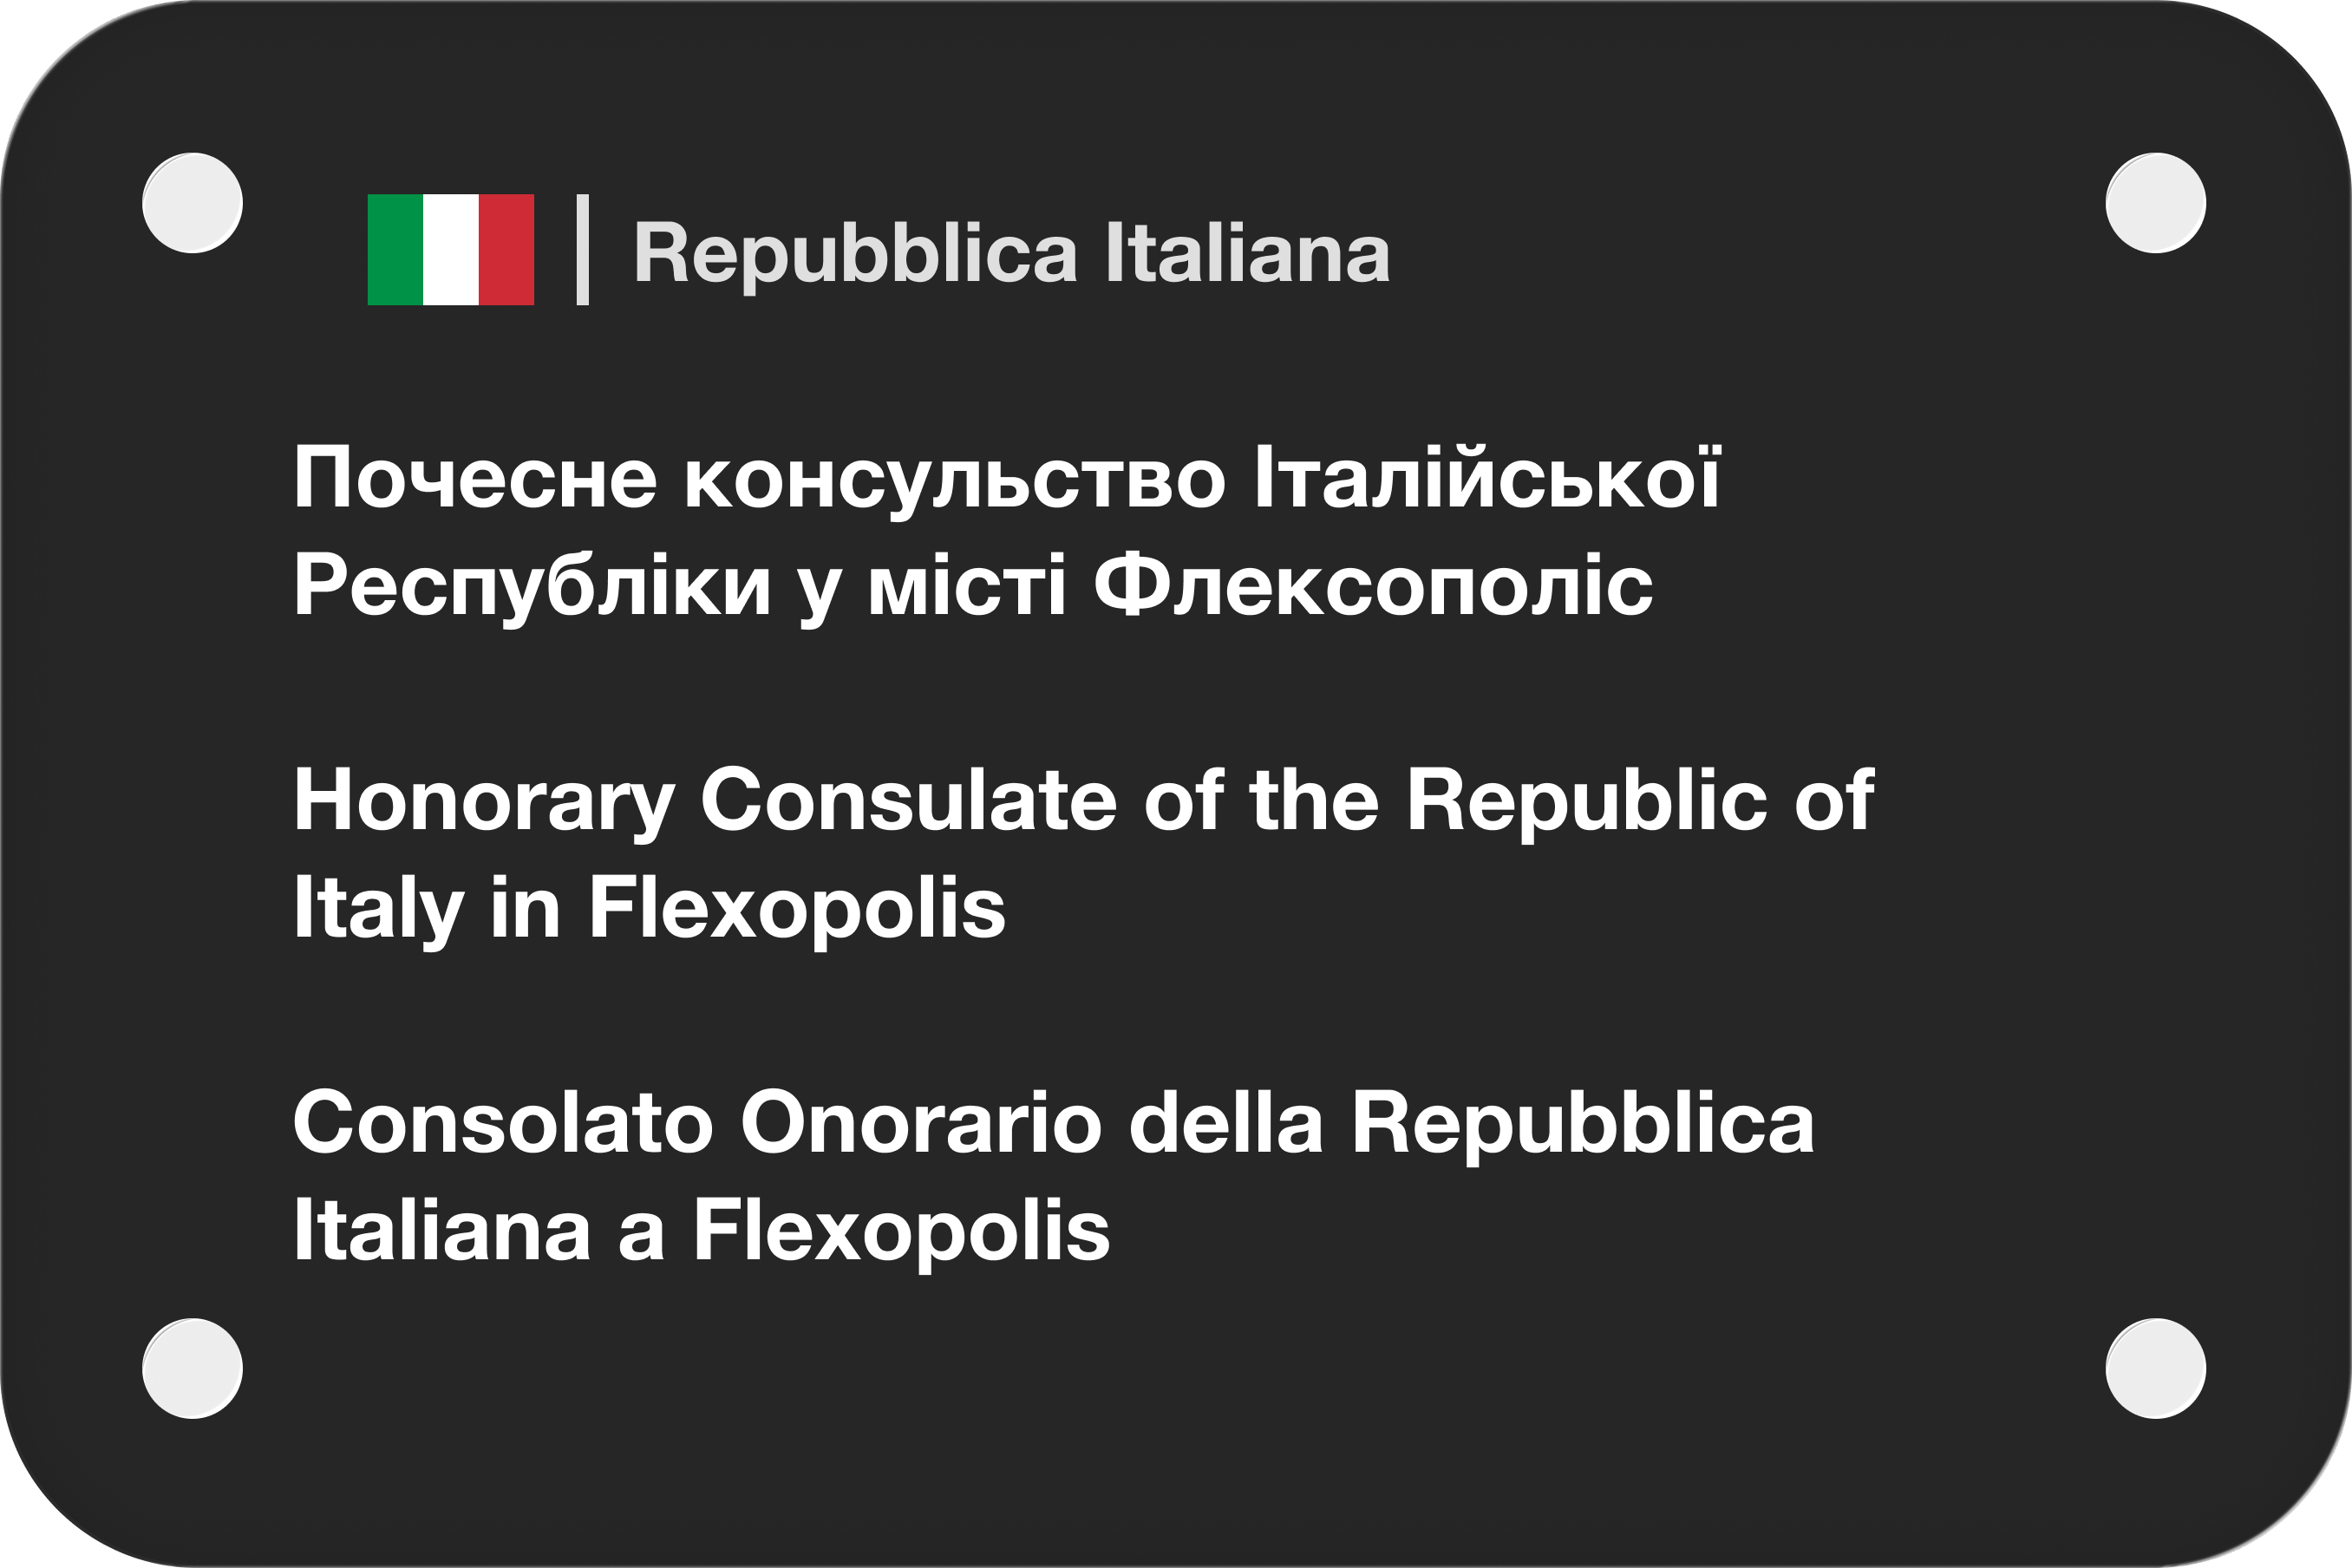 Repubblica Italiana
Почесне консульство Італійської
Республіки у місті Флексополіс
Honorary Consulate of the Republic of
Italy in Flexopolis
Consolato Onorario della Repubblica
Italiana a Flexopolis